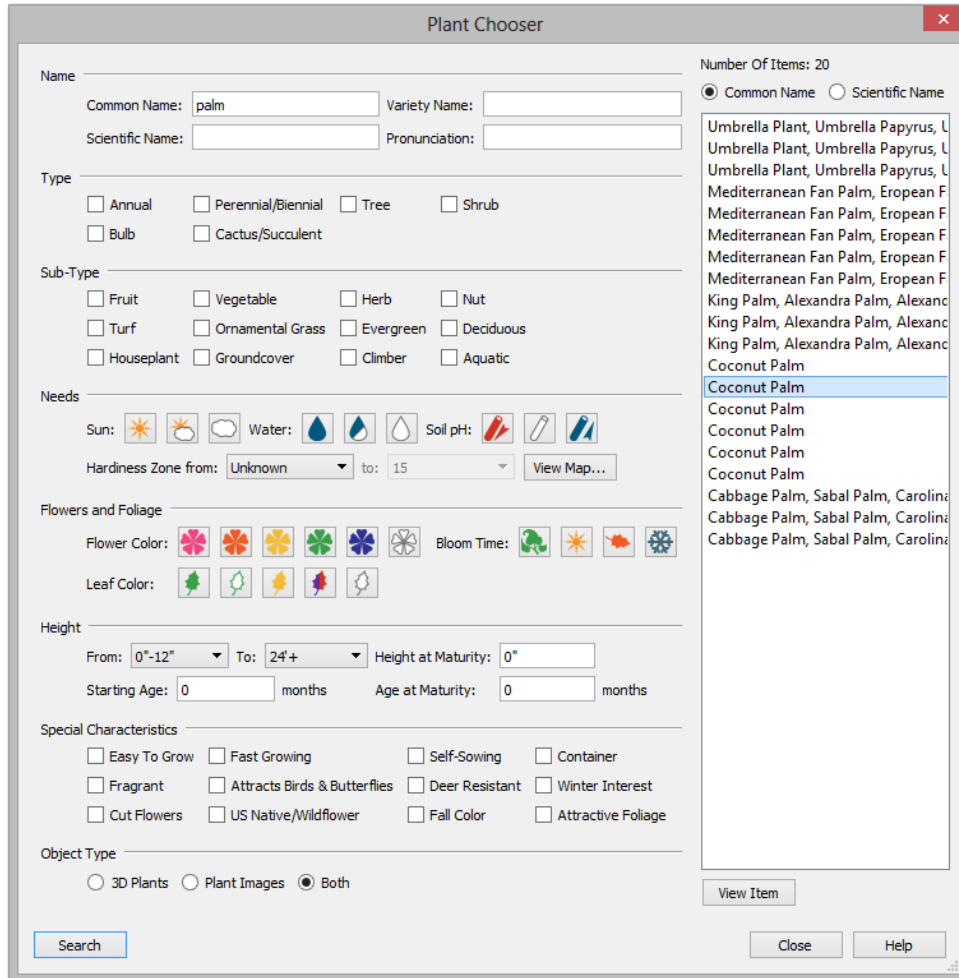 Plant Chooser
Name
Common Name: palm Variety Name:
Scientific Name: Pronunciation:
Type
Annual Perennial/Biennial Tree Shrub
Bulb Cactus/Succulent
Sub-Type
Fruit Vegetable Herb Nut
Turf Ornamental Grass Evergreen Deciduous
Houseplant Groundcover Climber Aquatic
Needs
Sun: Water: Soil pH:
Hardiness Zone from: Unknown to: 15 View Map...
Flowers and Foliage
Flower Color: Bloom Time:
Leaf Color:
Height
From: 0"-12" To: 24'+ Height at Maturity: 0"
Starting Age: 0 months Age at Maturity: 0 months
Special Characteristics
Easy To Grow Fast Growing Self-Sowing Container
Fragrant Attracts Birds & Butterflies Deer Resistant Winter Interest
Cut Flowers US Native/Wildflower Fall Color Attractive Foliage
Object Type
3D Plants Plant Images Both
Search
Number Of Items: 20
Common Name Scientific Name
Umbrella Plant, Umbrella Papyrus, U
Umbrella Plant, Umbrella Papyrus, U
Umbrella Plant, Umbrella Papyrus, U
Mediterranean Fan Palm, Eropean F
Mediterranean Fan Palm, Eropean F
Mediterranean Fan Palm, Eropean F
Mediterranean Fan Palm, Eropean F
Mediterranean Fan Palm, Eropean F
King Palm, Alexandra Palm, Alexanc
King Palm, Alexandra Palm, Alexanc
King Palm, Alexandra Palm, Alexanc
Coconut Palm
Coconut Palm
Coconut Palm
Coconut Palm
Coconut Palm
Coconut Palm
Cabbage Palm, Sabal Palm, Carolina
Cabbage Palm, Sabal Palm, Carolina
Cabbage Palm, Sabal Palm, Carolina
View Item
Close Help